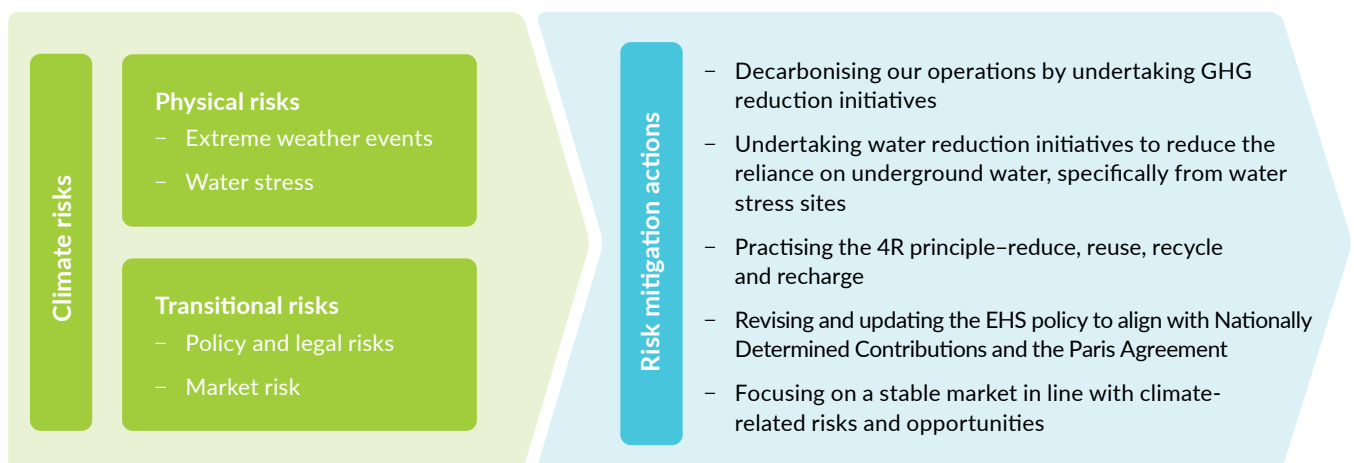 Climate risks
Physical risks
– Extreme weather events
– Water stress
Transitional risks
– Policy and legal risks
– Market risk
Risk mitigation actions
– Decarbonising our operations by undertaking GHG
reduction initiatives
– Undertaking water reduction initiatives to reduce the
reliance on underground water, specifically from water
stress sites
– Practising the 4R principle–reduce, reuse, recycle
and recharge
– Revising and updating the EHS policy to align with Nationally
Determined Contributions and the Paris Agreement
– Focusing on a stable market in line with climate-
related risks and opportunities